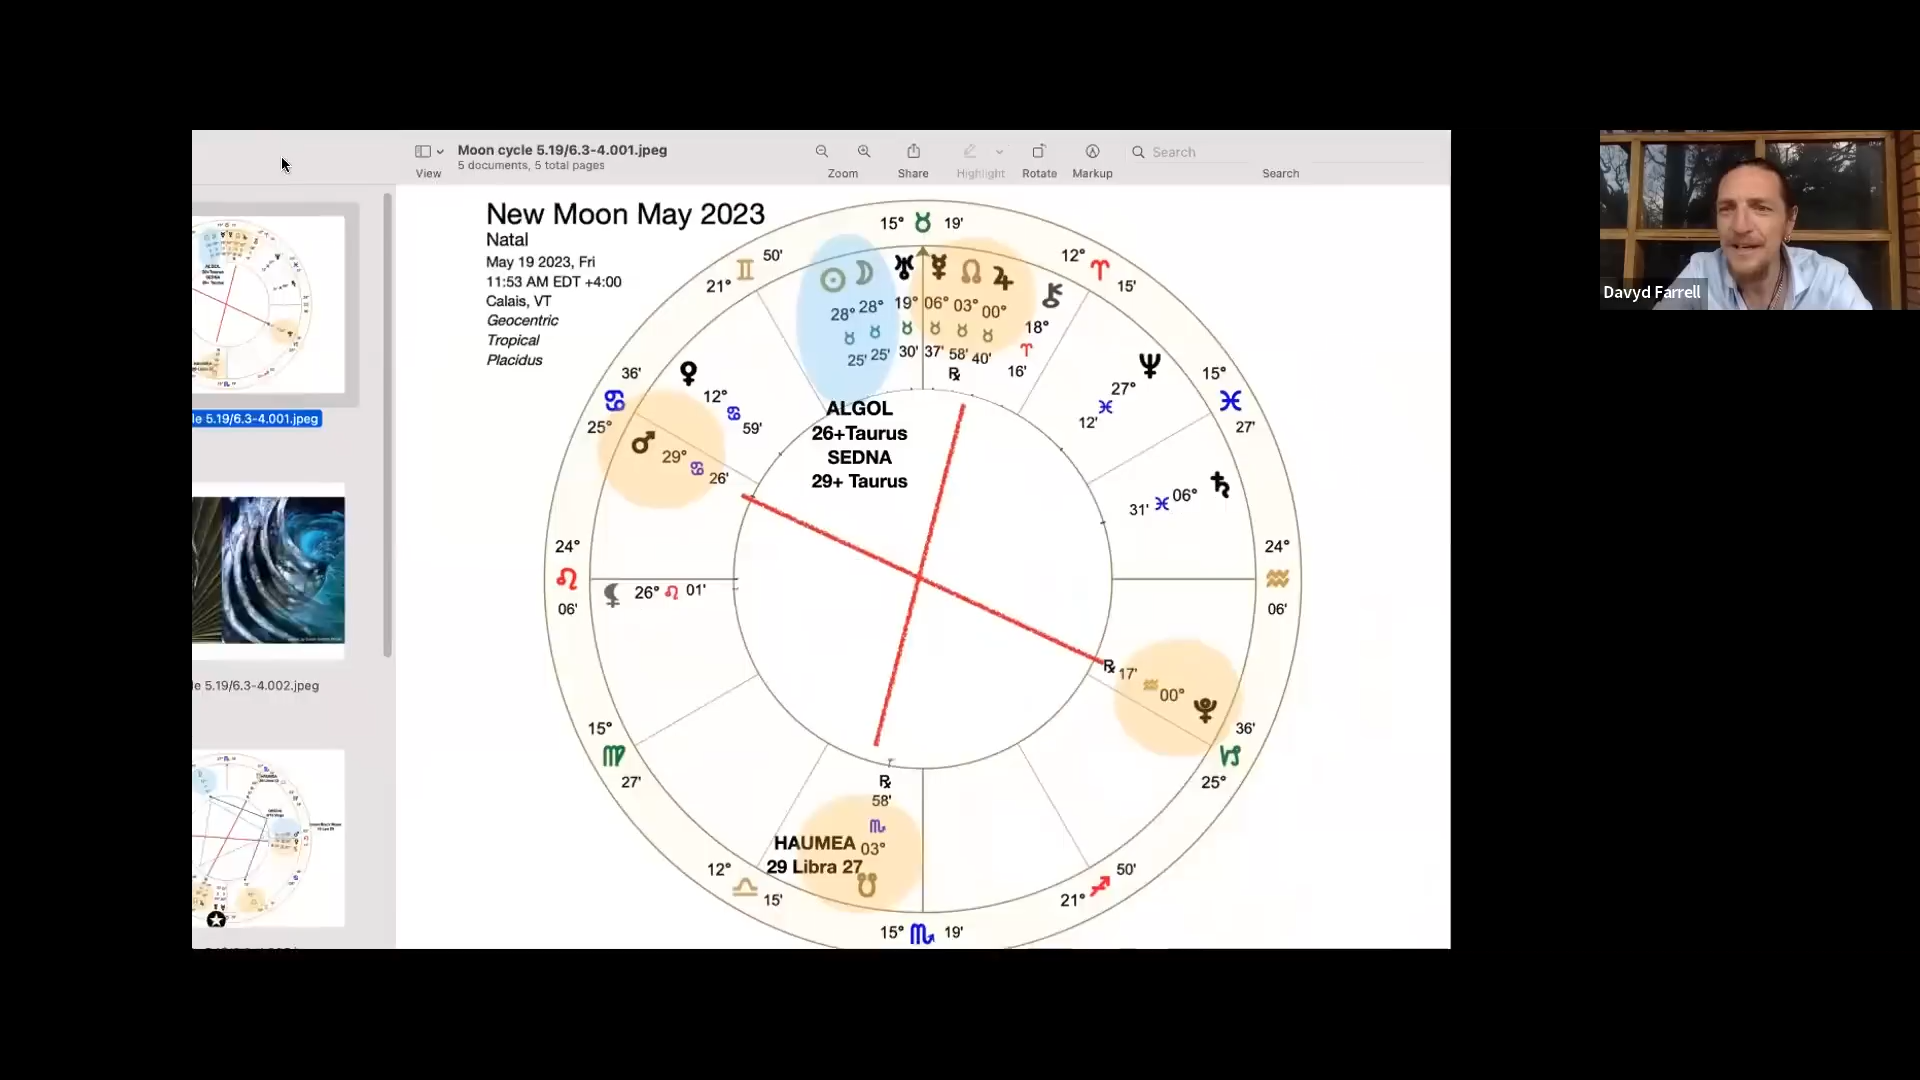 Moon cycle 5.19/6.3-4.001.jpeg
5 documents, 5 total pages
View
Zoom
Share
Highlight
Rotate
Markup
Search
Search
New Moon May 2023
Natal
May 19 2023, Fri
11:53 AM EDT +4:00
Calais, VT
Geocentric
Tropical
Placidus
15° ♉ 19'
50'
♊
21°
12°
♈
15'
☉ ☽ ♅ ☿ ☊ ♃
28° 28° 19° 06° 03° 00°
♉ ♉ ♉ ♉ ♉ ♉
25' 25' 30' 37' 58' 40'
℞
⚷
18°
♈
16'
♆
27°
♓
12'
15°
♓
27'
36'
♋
25°
♀
12°
♋
59'
♂ 29° ♋ 26'
ALGOL
26+Taurus
SEDNA
29+ Taurus
31' ♓ 06° ♄
24°
♌
06'
⚸ 26° ♌ 01'
24°
♒
06'
℞ 17' ♒ 00° ♇
15°
♍
27'
36'
♑
25°
℞
58'
♏
HAUMEA 03°
29 Libra 27
☋
12°
♎
15'
50'
♐
21°
15° ♏ 19'
le 5.19/6.3-4.001.jpeg
le 5.19/6.3-4.002.jpeg
Davyd Farrell